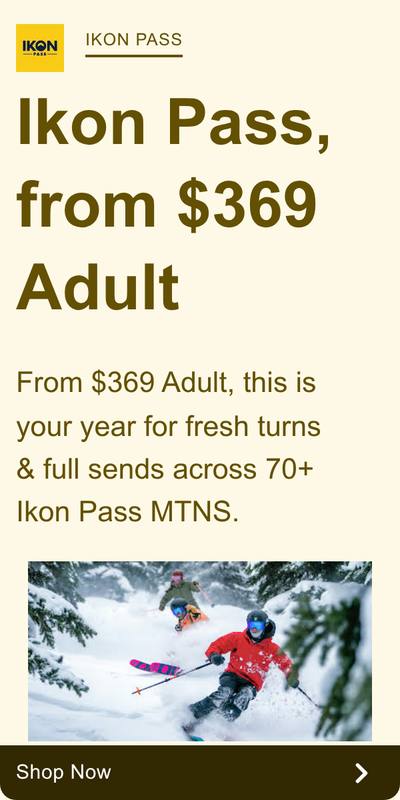 IKON
PASS
IKON PASS
Ikon Pass,
from $369
Adult
From $369 Adult, this is
your year for fresh turns
& full sends across 70+
Ikon Pass MTNS.
Shop Now